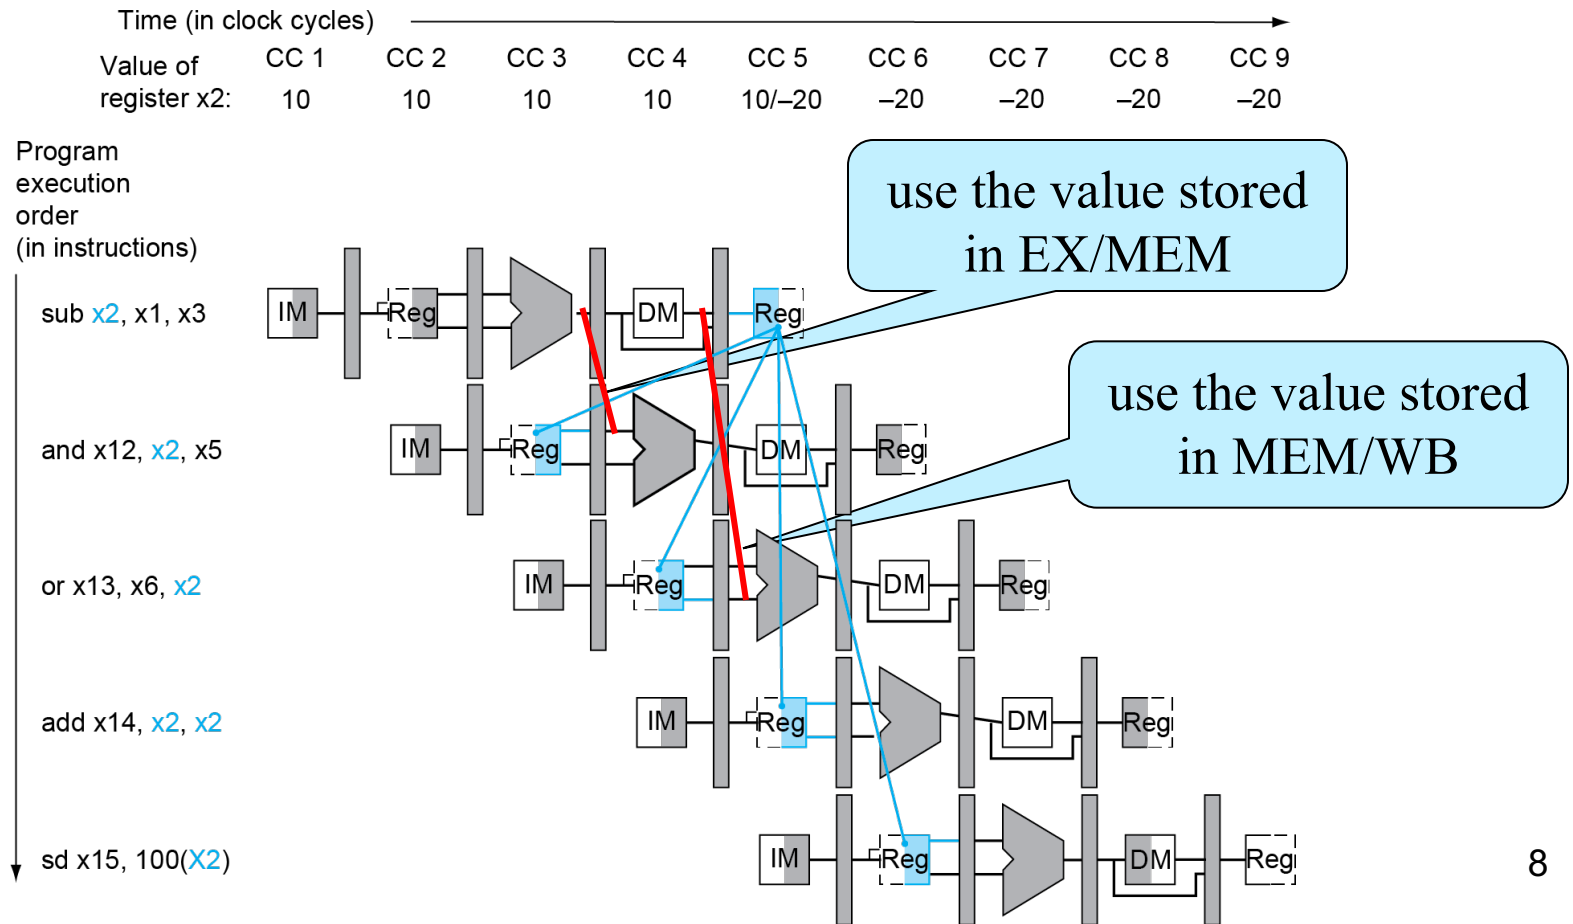 Time (in clock cycles)
Value of register x2:
CC 1 CC 2 CC 3 CC 4 CC 5 CC 6 CC 7 CC 8 CC 9
10 10 10 10 10/–20 –20 –20 –20 –20
Program
execution
order
(in instructions)
use the value stored
in EX/MEM
sub x2, x1, x3
IM Reg DM Reg
use the value stored
in MEM/WB
and x12, x2, x5
IM Reg DM Reg
or x13, x6, x2
IM Reg DM Reg
add x14, x2, x2
IM Reg DM Reg
sd x15, 100(X2)
IM Reg DM Reg
8